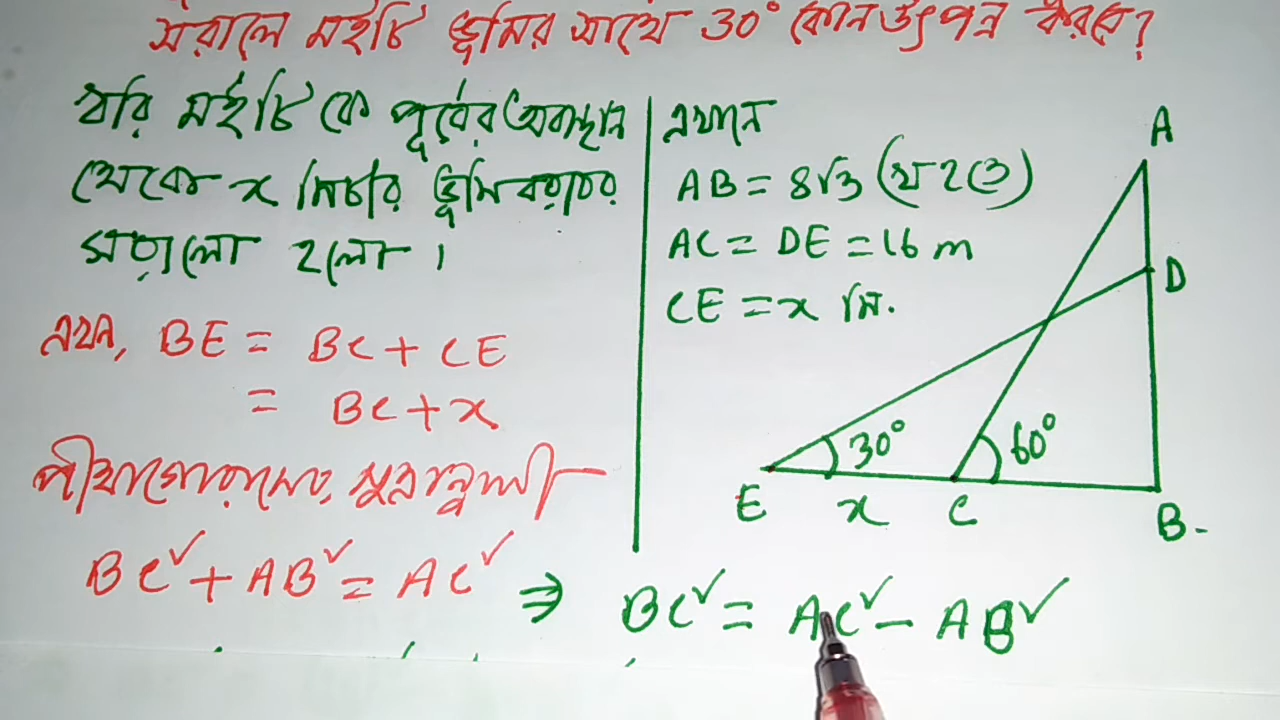 সরালে মইটি ভূমির সাথে 30° কোন উৎপন্ন করবে?
ধরি মইটি কে পূর্বের অবস্থান
থেকে x মিটার ভূমি বরাবর
সরানো হলো।
এখন, BE = BC + CE
= BC + x
পীথাগোরাসের সুত্রানুযায়ী
BC² + AB² = AC²
এখানে
AB = 8√3 (খ হতে)
AC = DE = 16 m
CE = x মি.
A
D
30°
60°
E
x
C
B
⇒ BC² = AC² - AB²